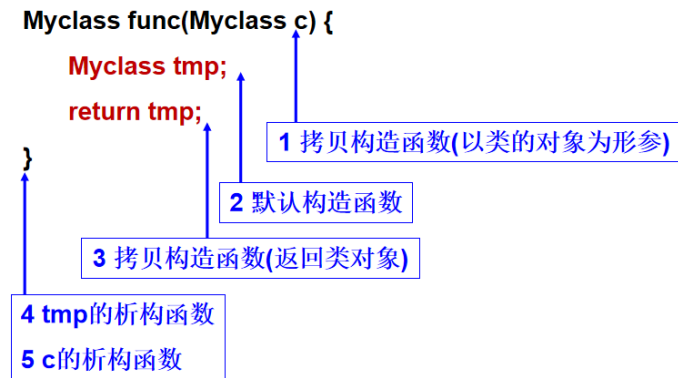 Myclass func(Myclass c) {
Myclass tmp;
return tmp;
}
1 拷贝构造函数(以类的对象为形参)
2 默认构造函数
3 拷贝构造函数(返回类对象)
4 tmp的析构函数
5 c的析构函数